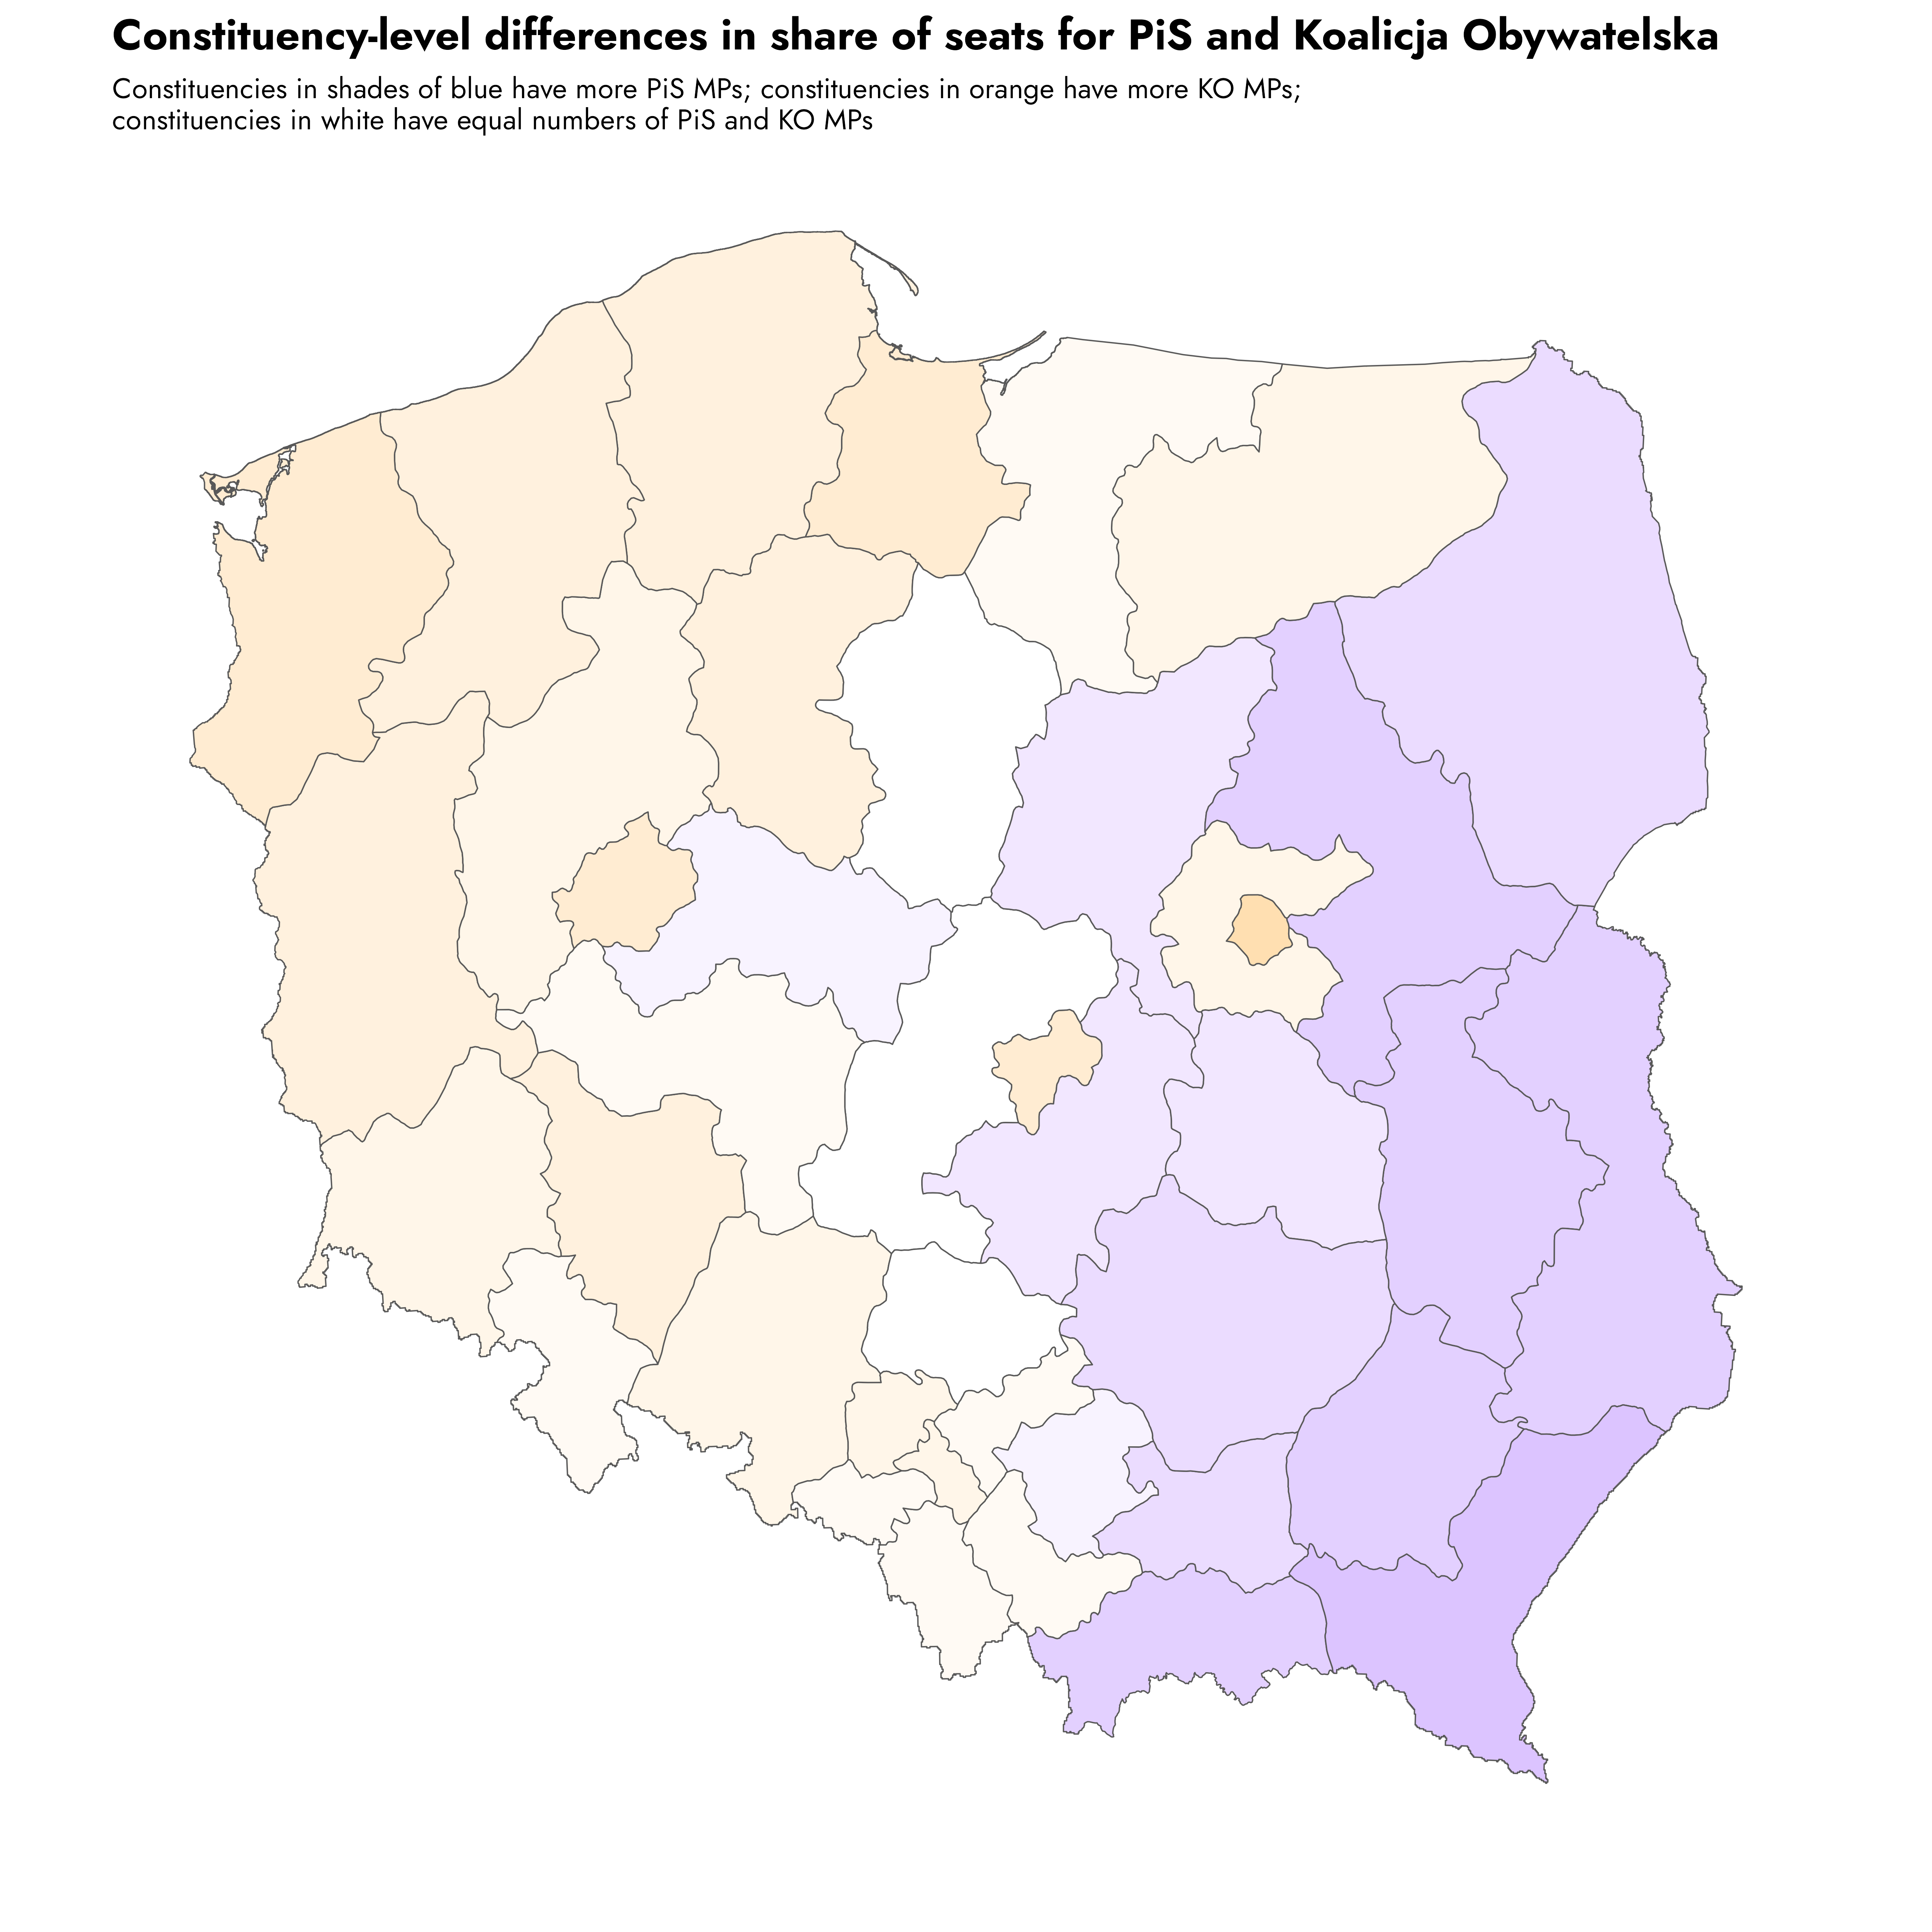 Constituency-level differences in share of seats for PiS and Koalicja Obywatelska
Constituencies in shades of blue have more PiS MPs; constituencies in orange have more KO MPs;
constituencies in white have equal numbers of PiS and KO MPs